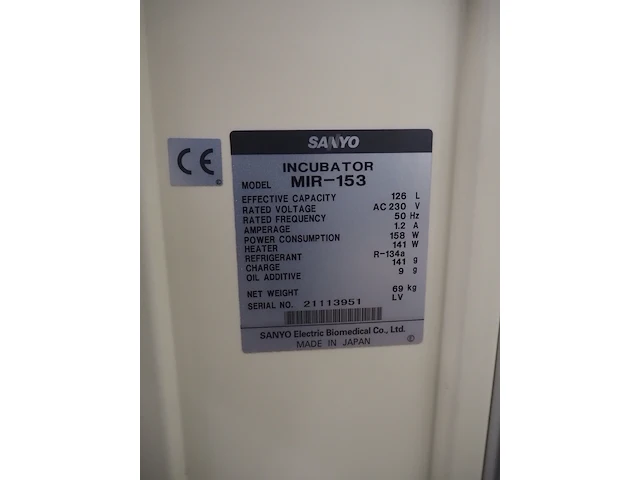 CE
SANYO
INCUBATOR
MODEL MIR-153
EFFECTIVE CAPACITY 126 L
RATED VOLTAGE AC 230 V
RATED FREQUENCY 50 Hz
AMPERAGE 1.2 A
POWER CONSUMPTION 158 W
HEATER 141 W
REFRIGERANT R-134a
CHARGE 141 g
OIL ADDITIVE 9 g
NET WEIGHT 69 kg
LV
SERIAL NO. 21113951
SANYO Electric Biomedical Co., Ltd.
MADE IN JAPAN ©